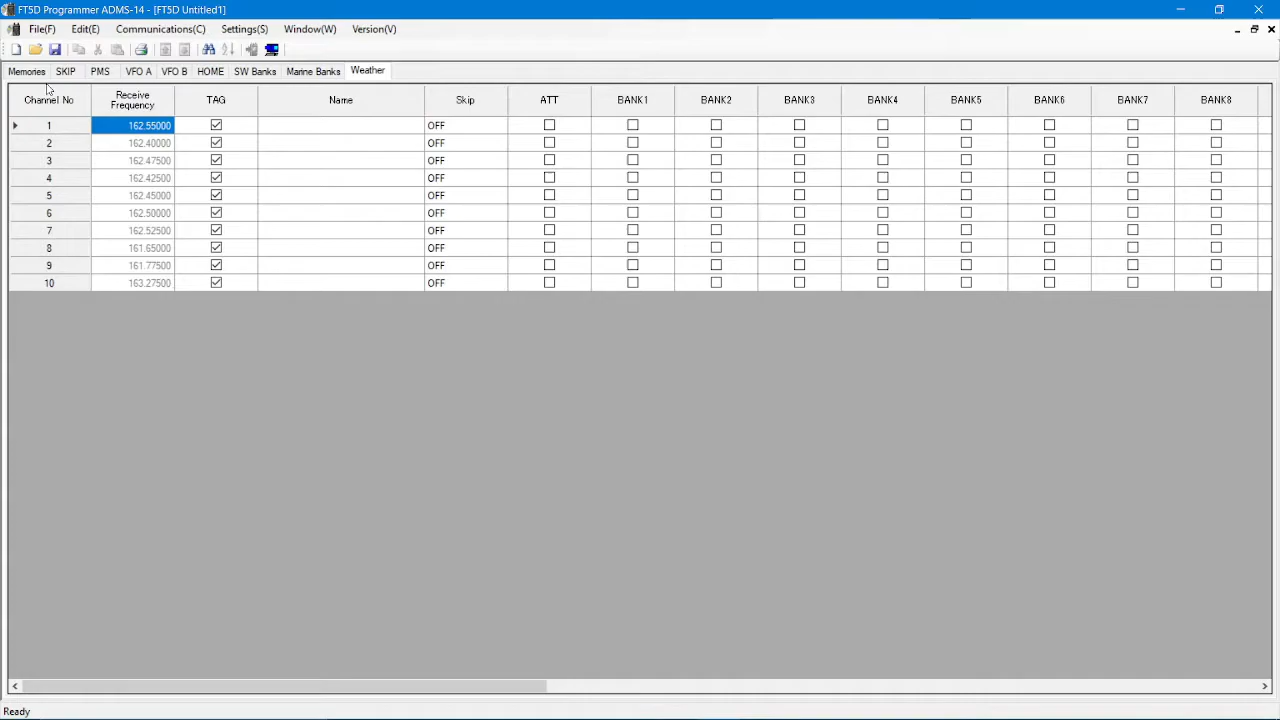 FT5D Programmer ADMS-14 - [FT5D Untitled1]
File(F) Edit(E) Communications(C) Settings(S) Window(W) Version(V)
Memories SKIP PMS VFO A VFO B HOME SW Banks Marine Banks Weather
Channel No Receive Frequency TAG Name Skip ATT BANK1 BANK2 BANK3 BANK4 BANK5 BANK6 BANK7 BANK8
1 162.55000 OFF
2 162.40000 OFF
3 162.47500 OFF
4 162.42500 OFF
5 162.45000 OFF
6 162.50000 OFF
7 162.52500 OFF
8 161.65000 OFF
9 161.77500 OFF
10 163.27500 OFF
Ready